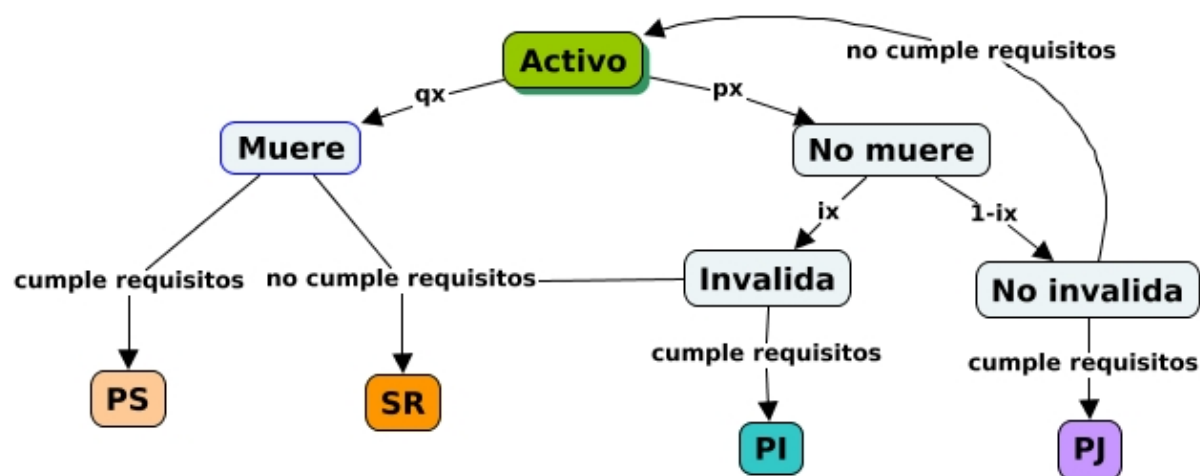 Activo
no cumple requisitos
qx
px
Muere
No muere
ix
1-ix
cumple requisitos
no cumple requisitos
Invalida
No invalida
cumple requisitos
cumple requisitos
PS
SR
PI
PJ